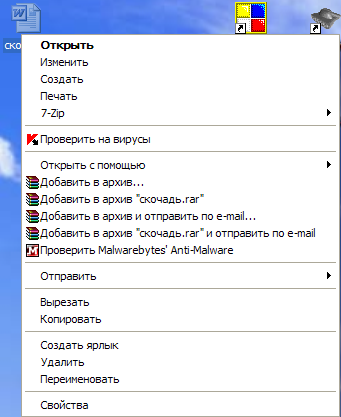 ско
Открыть
Изменить
Создать
Печать
7-Zip
Проверить на вирусы
Открыть с помощью
Добавить в архив...
Добавить в архив "скочадь.rar"
Добавить в архив и отправить по e-mail...
Добавить в архив "скочадь.rar" и отправить по e-mail
Проверить Malwarebytes' Anti-Malware
Отправить
Вырезать
Копировать
Создать ярлык
Удалить
Переименовать
Свойства